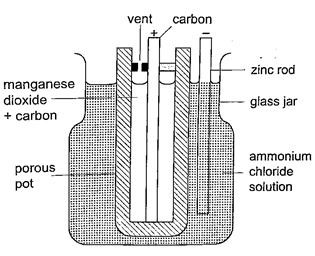 vent
carbon
+
−
manganese
dioxide
+ carbon
zinc rod
glass jar
porous
pot
ammonium
chloride
solution